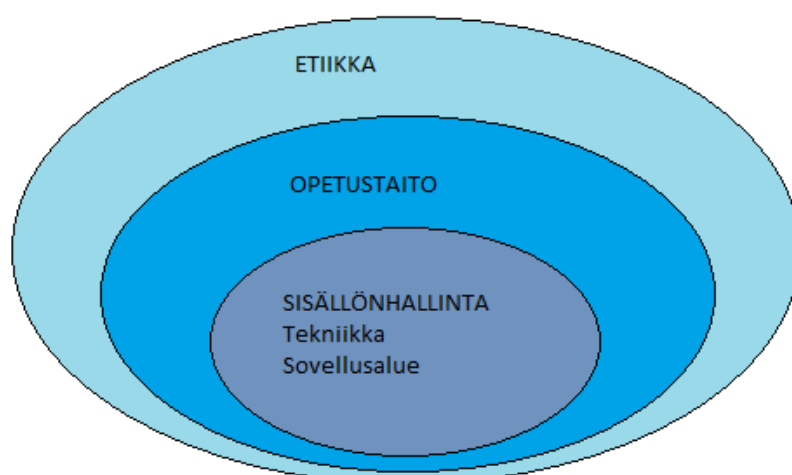 ETIIKKA
OPETUSTAITO
SISÄLLÖNHALLINTA
Tekniikka
Sovellusalue